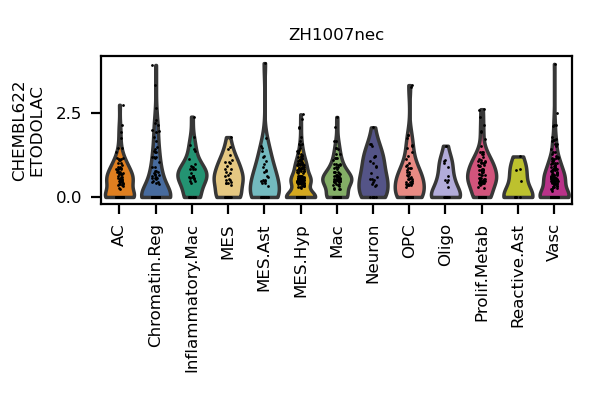 ZH1007nec
CHEMBL622
ETODOLAC
2.5
0.0
AC
Chromatin.Reg
Inflammatory.Mac
MES
MES.Ast
MES.Hyp
Mac
Neuron
OPC
Oligo
Prolif.Metab
Reactive.Ast
Vasc